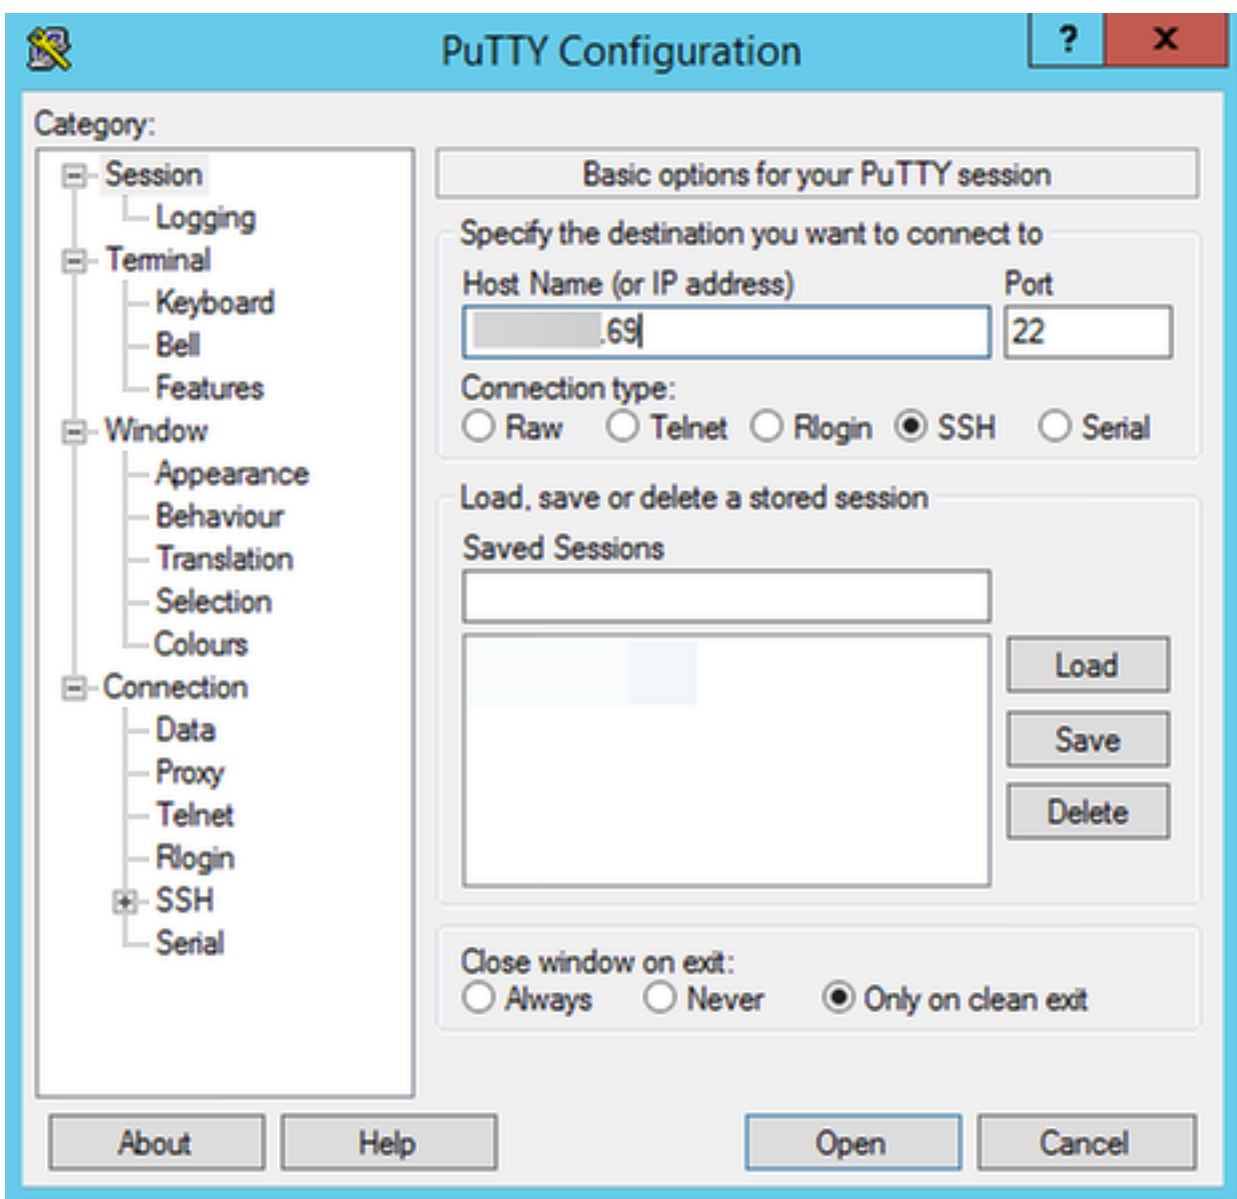 PuTTY Configuration
?
x
Category:
Session
Logging
Terminal
Keyboard
Bell
Features
Window
Appearance
Behaviour
Translation
Selection
Colours
Connection
Data
Proxy
Telnet
Rlogin
SSH
Serial
Basic options for your PuTTY session
Specify the destination you want to connect to
Host Name (or IP address) Port
.69 22
Connection type:
Raw Telnet Rlogin SSH Serial
Load, save or delete a stored session
Saved Sessions
Load
Save
Delete
Close window on exit:
Always Never Only on clean exit
About Help Open Cancel